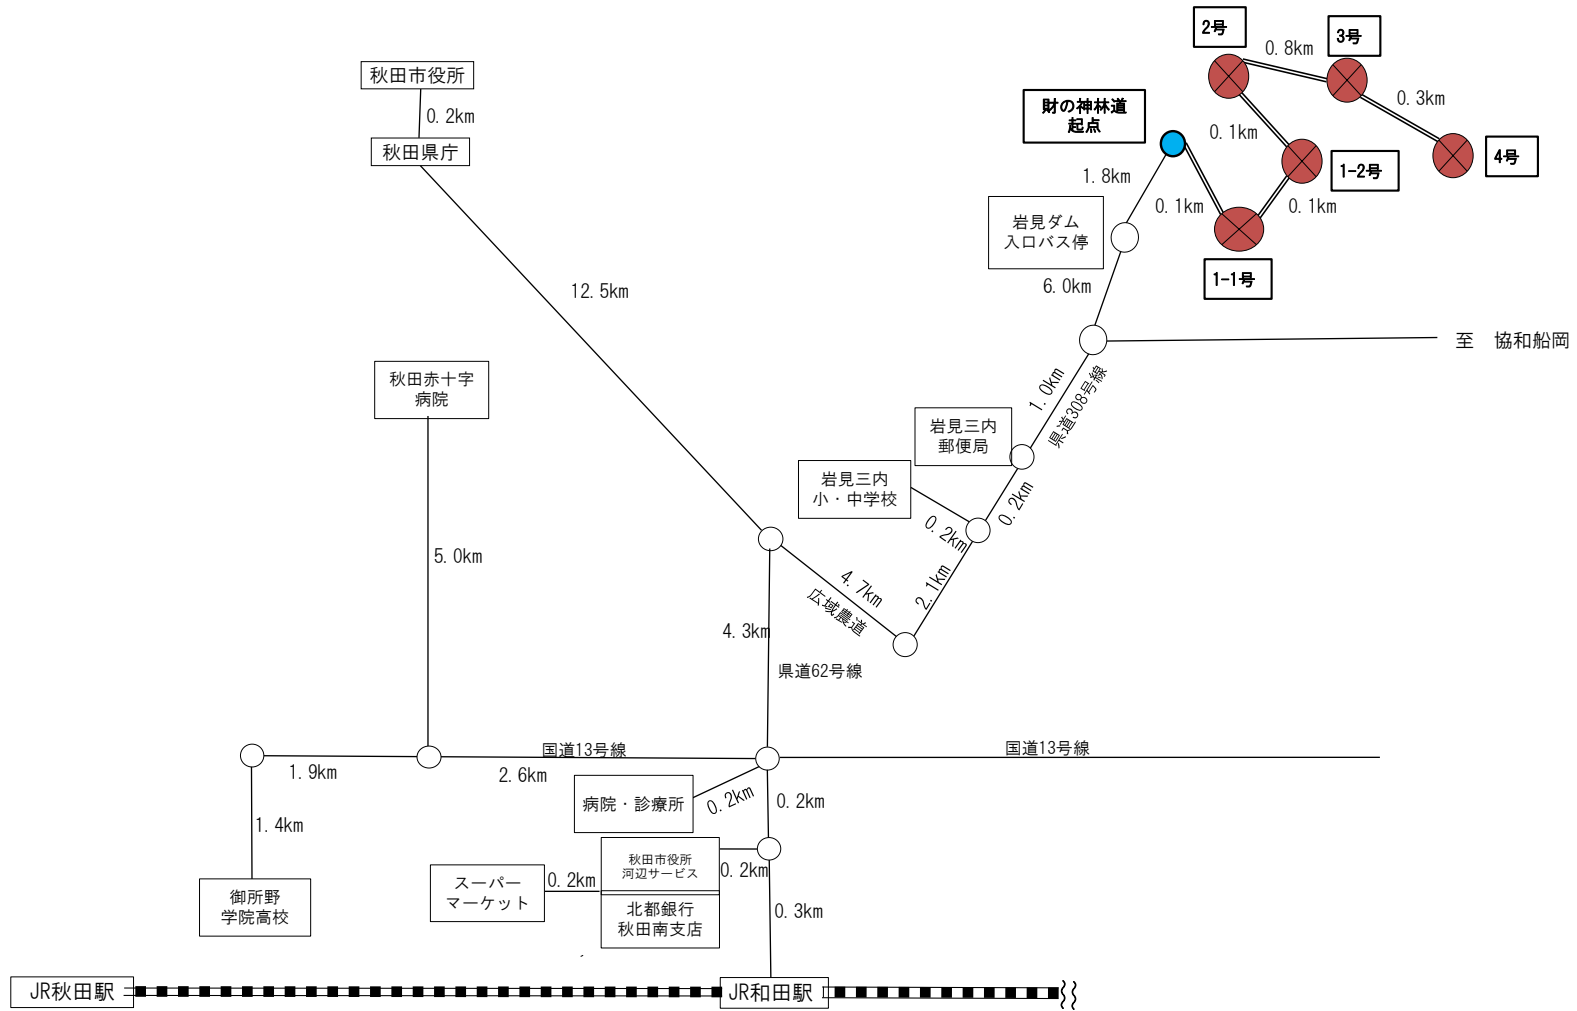 2号
3号
0.8km
秋田市役所
0.3km
財の神林道
起点
0.2km
0.1km
秋田県庁
4号
1-2号
1.8km
0.1km
0.1km
岩見ダム
入口バス停
1-1号
6.0km
12.5km
至 協和船岡
秋田赤十字
病院
1.0km
県道308号線
岩見三内
郵便局
岩見三内
小・中学校
0.2km
0.2km
5.0km
4.7km
広域農道
2.1km
4.3km
県道62号線
国道13号線
国道13号線
1.9km
2.6km
病院・診療所
0.2km
0.2km
1.4km
秋田市役所
河辺サービス
0.2km
スーパー
マーケット
0.2km
御所野
学院高校
北都銀行
秋田南支店
0.3km
JR秋田駅
JR和田駅